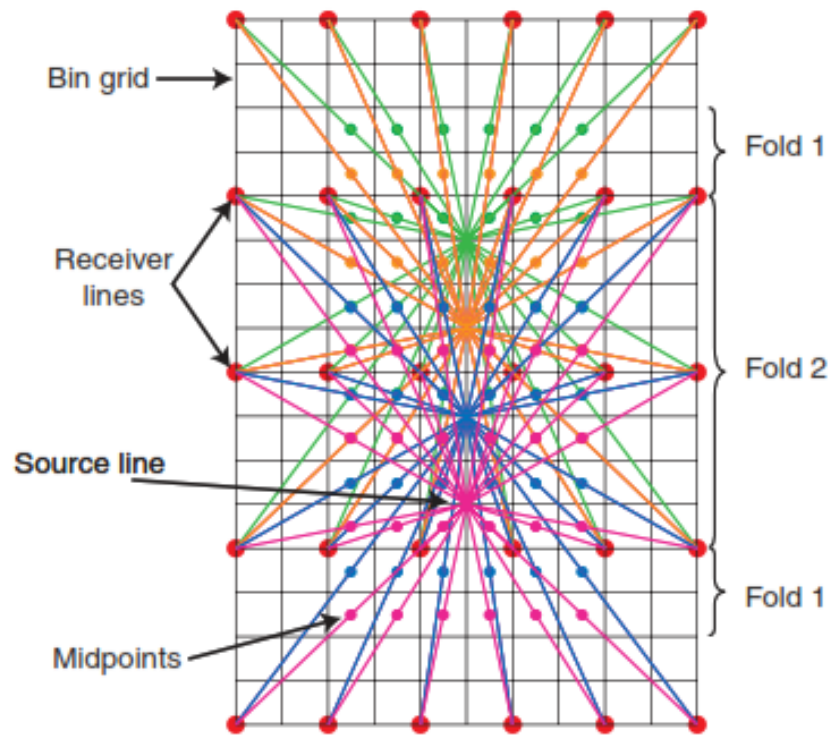 Bin grid
Fold 1
Receiver
lines
Fold 2
Source line
Fold 1
Midpoints